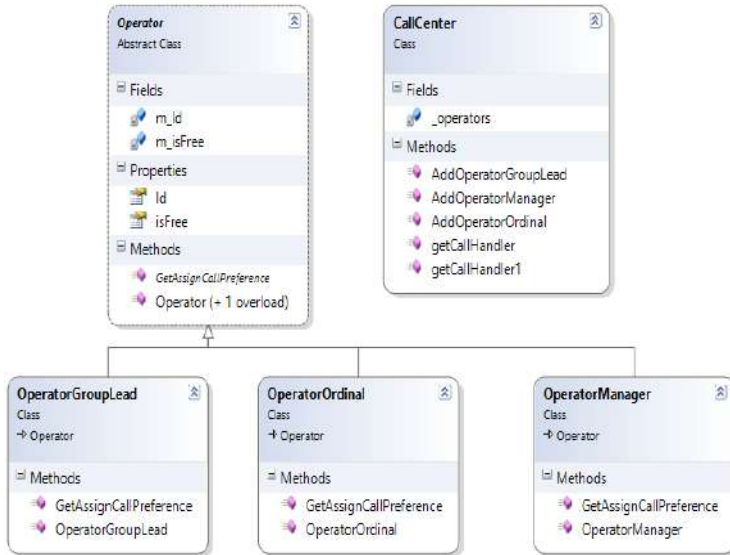 Operator
Abstract Class
Fields
m_Id
m_isFree
Properties
Id
isFree
Methods
GetAssignCallPreference
Operator (+ 1 overload)
CallCenter
Class
Fields
_operators
Methods
AddOperatorGroupLead
AddOperatorManager
AddOperatorOrdinal
getCallHandler
getCallHandler1
OperatorGroupLead
Class
Operator
Methods
GetAssignCallPreference
OperatorGroupLead
OperatorOrdinal
Class
Operator
Methods
GetAssignCallPreference
OperatorOrdinal
OperatorManager
Class
Operator
Methods
GetAssignCallPreference
OperatorManager